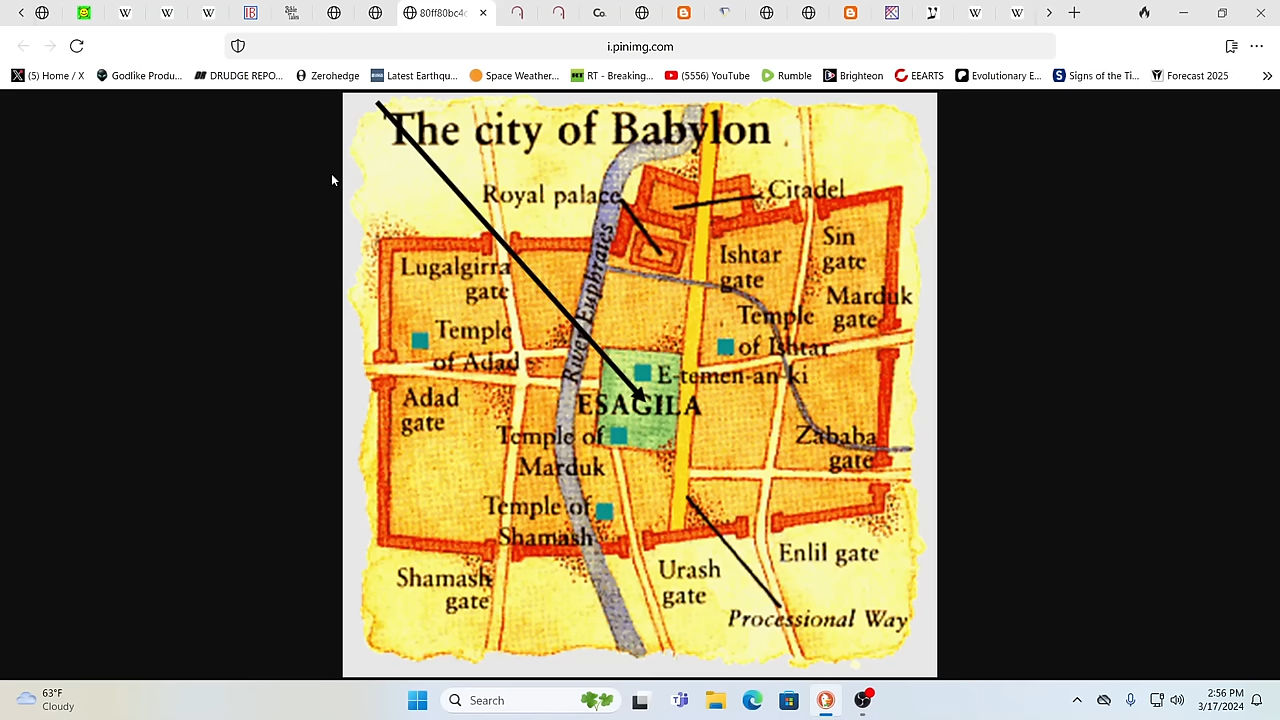 80ff80bc4c
i.pinimg.com
(5) Home / X
Godlike Produ...
DRUDGE REPO...
Zerohedge
Latest Earthqu...
Space Weather...
RT - Breaking...
(5556) YouTube
Rumble
Brighteon
EEARTS
Evolutionary E...
Signs of the Ti...
Forecast 2025
The city of Babylon
Royal palace
Citadel
River Euphrates
Ishtar
gate
Sin
gate
Lugalgirra
gate
Marduk
gate
Temple
of Adad
Temple
of Ishtar
E-temen-an-ki
ESAGILA
Adad
gate
Temple of
Marduk
Zababa
gate
Temple of
Shamash
Shamash
gate
Urash
gate
Enlil gate
Processional Way
63°F
Cloudy
Search
2:56 PM
3/17/2024